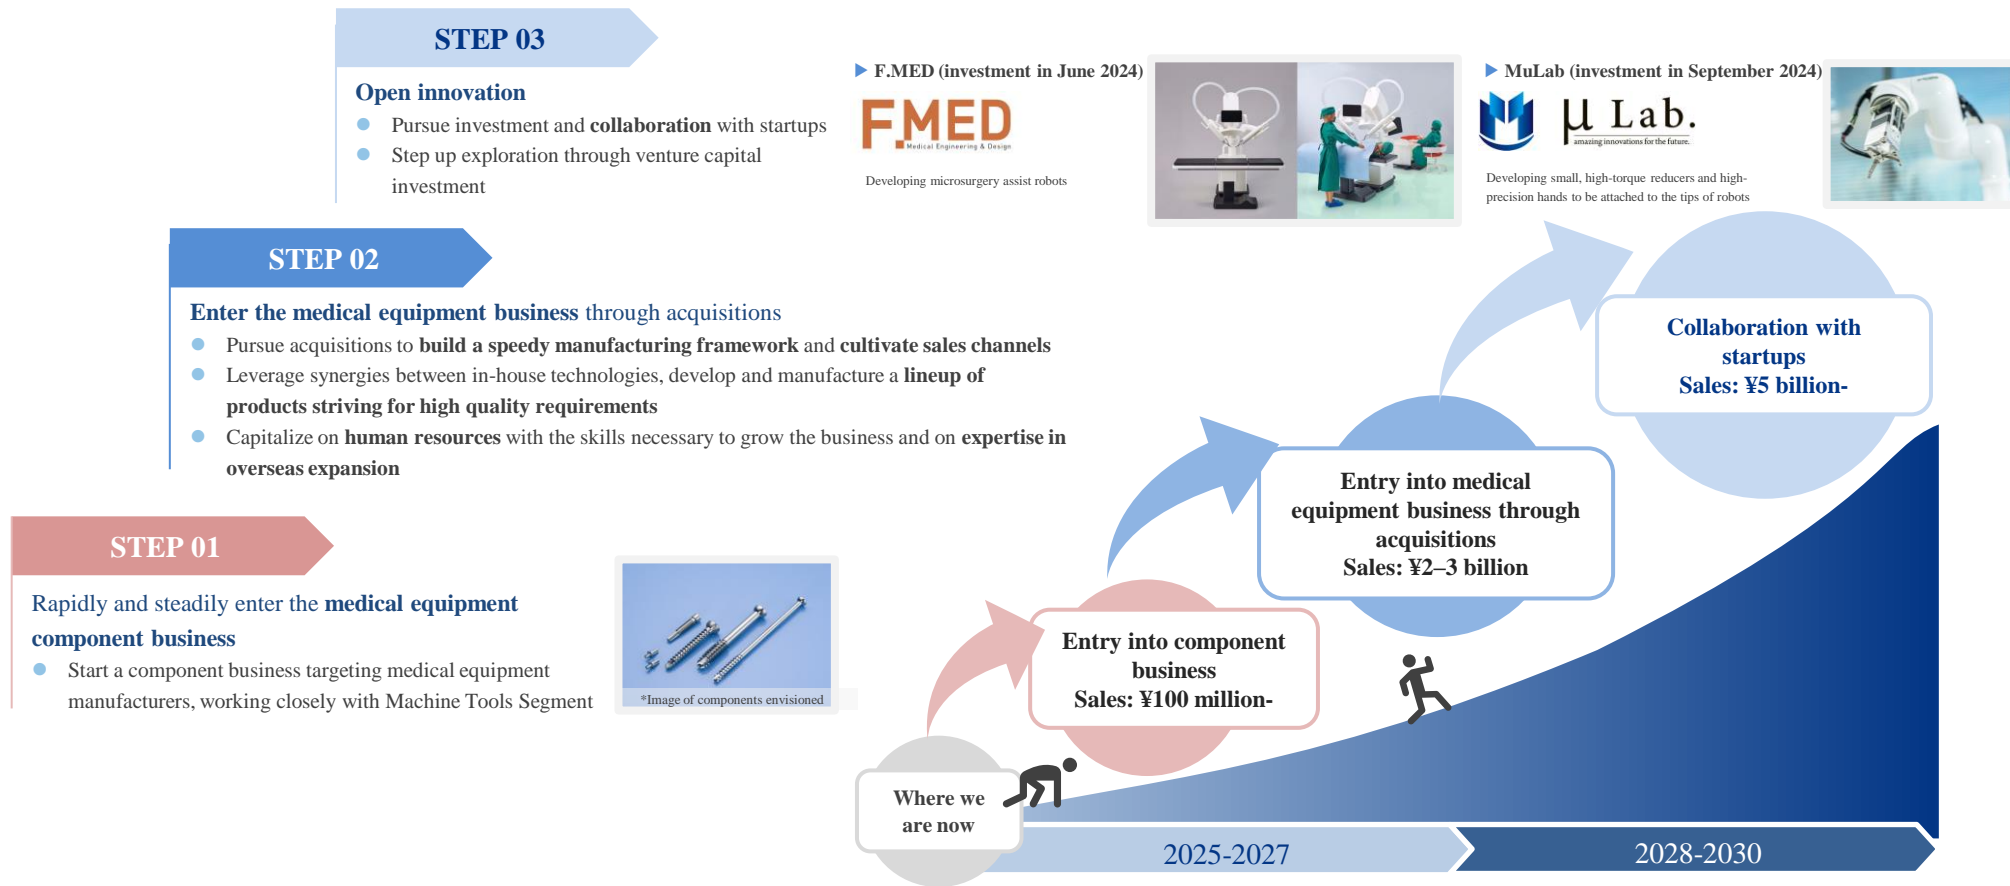 STEP 03
Open innovation
Pursue investment and collaboration with startups
Step up exploration through venture capital
investment
F.MED (investment in June 2024)
F.MED
Medical Engineering & Design
Developing microsurgery assist robots
MuLab (investment in September 2024)
μ Lab.
amazing innovations for the future.
Developing small, high-torque reducers and high-
precision hands to be attached to the tips of robots
STEP 02
Enter the medical equipment business through acquisitions
Pursue acquisitions to build a speedy manufacturing framework and cultivate sales channels
Leverage synergies between in-house technologies, develop and manufacture a lineup of
products striving for high quality requirements
Capitalize on human resources with the skills necessary to grow the business and on expertise in
overseas expansion
STEP 01
Rapidly and steadily enter the medical equipment
component business
Start a component business targeting medical equipment
manufacturers, working closely with Machine Tools Segment
*Image of components envisioned
Where we
are now
Entry into component
business
Sales: ¥100 million-
Entry into medical
equipment business through
acquisitions
Sales: ¥2–3 billion
Collaboration with
startups
Sales: ¥5 billion-
2025-2027
2028-2030